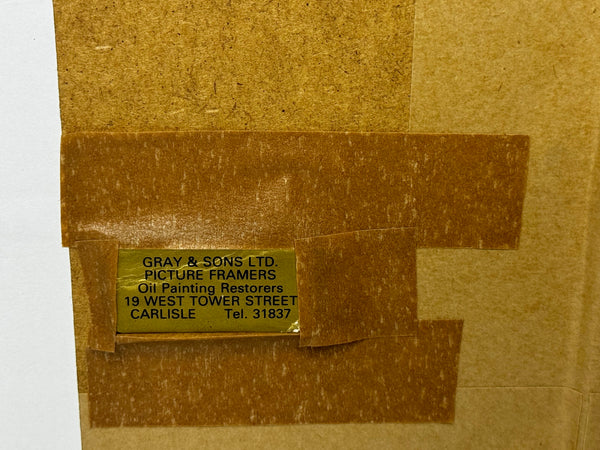 GRAY & SONS LTD.
PICTURE FRAMERS
Oil Painting Restorers
19 WEST TOWER STREET
CARLISLE Tel. 31837